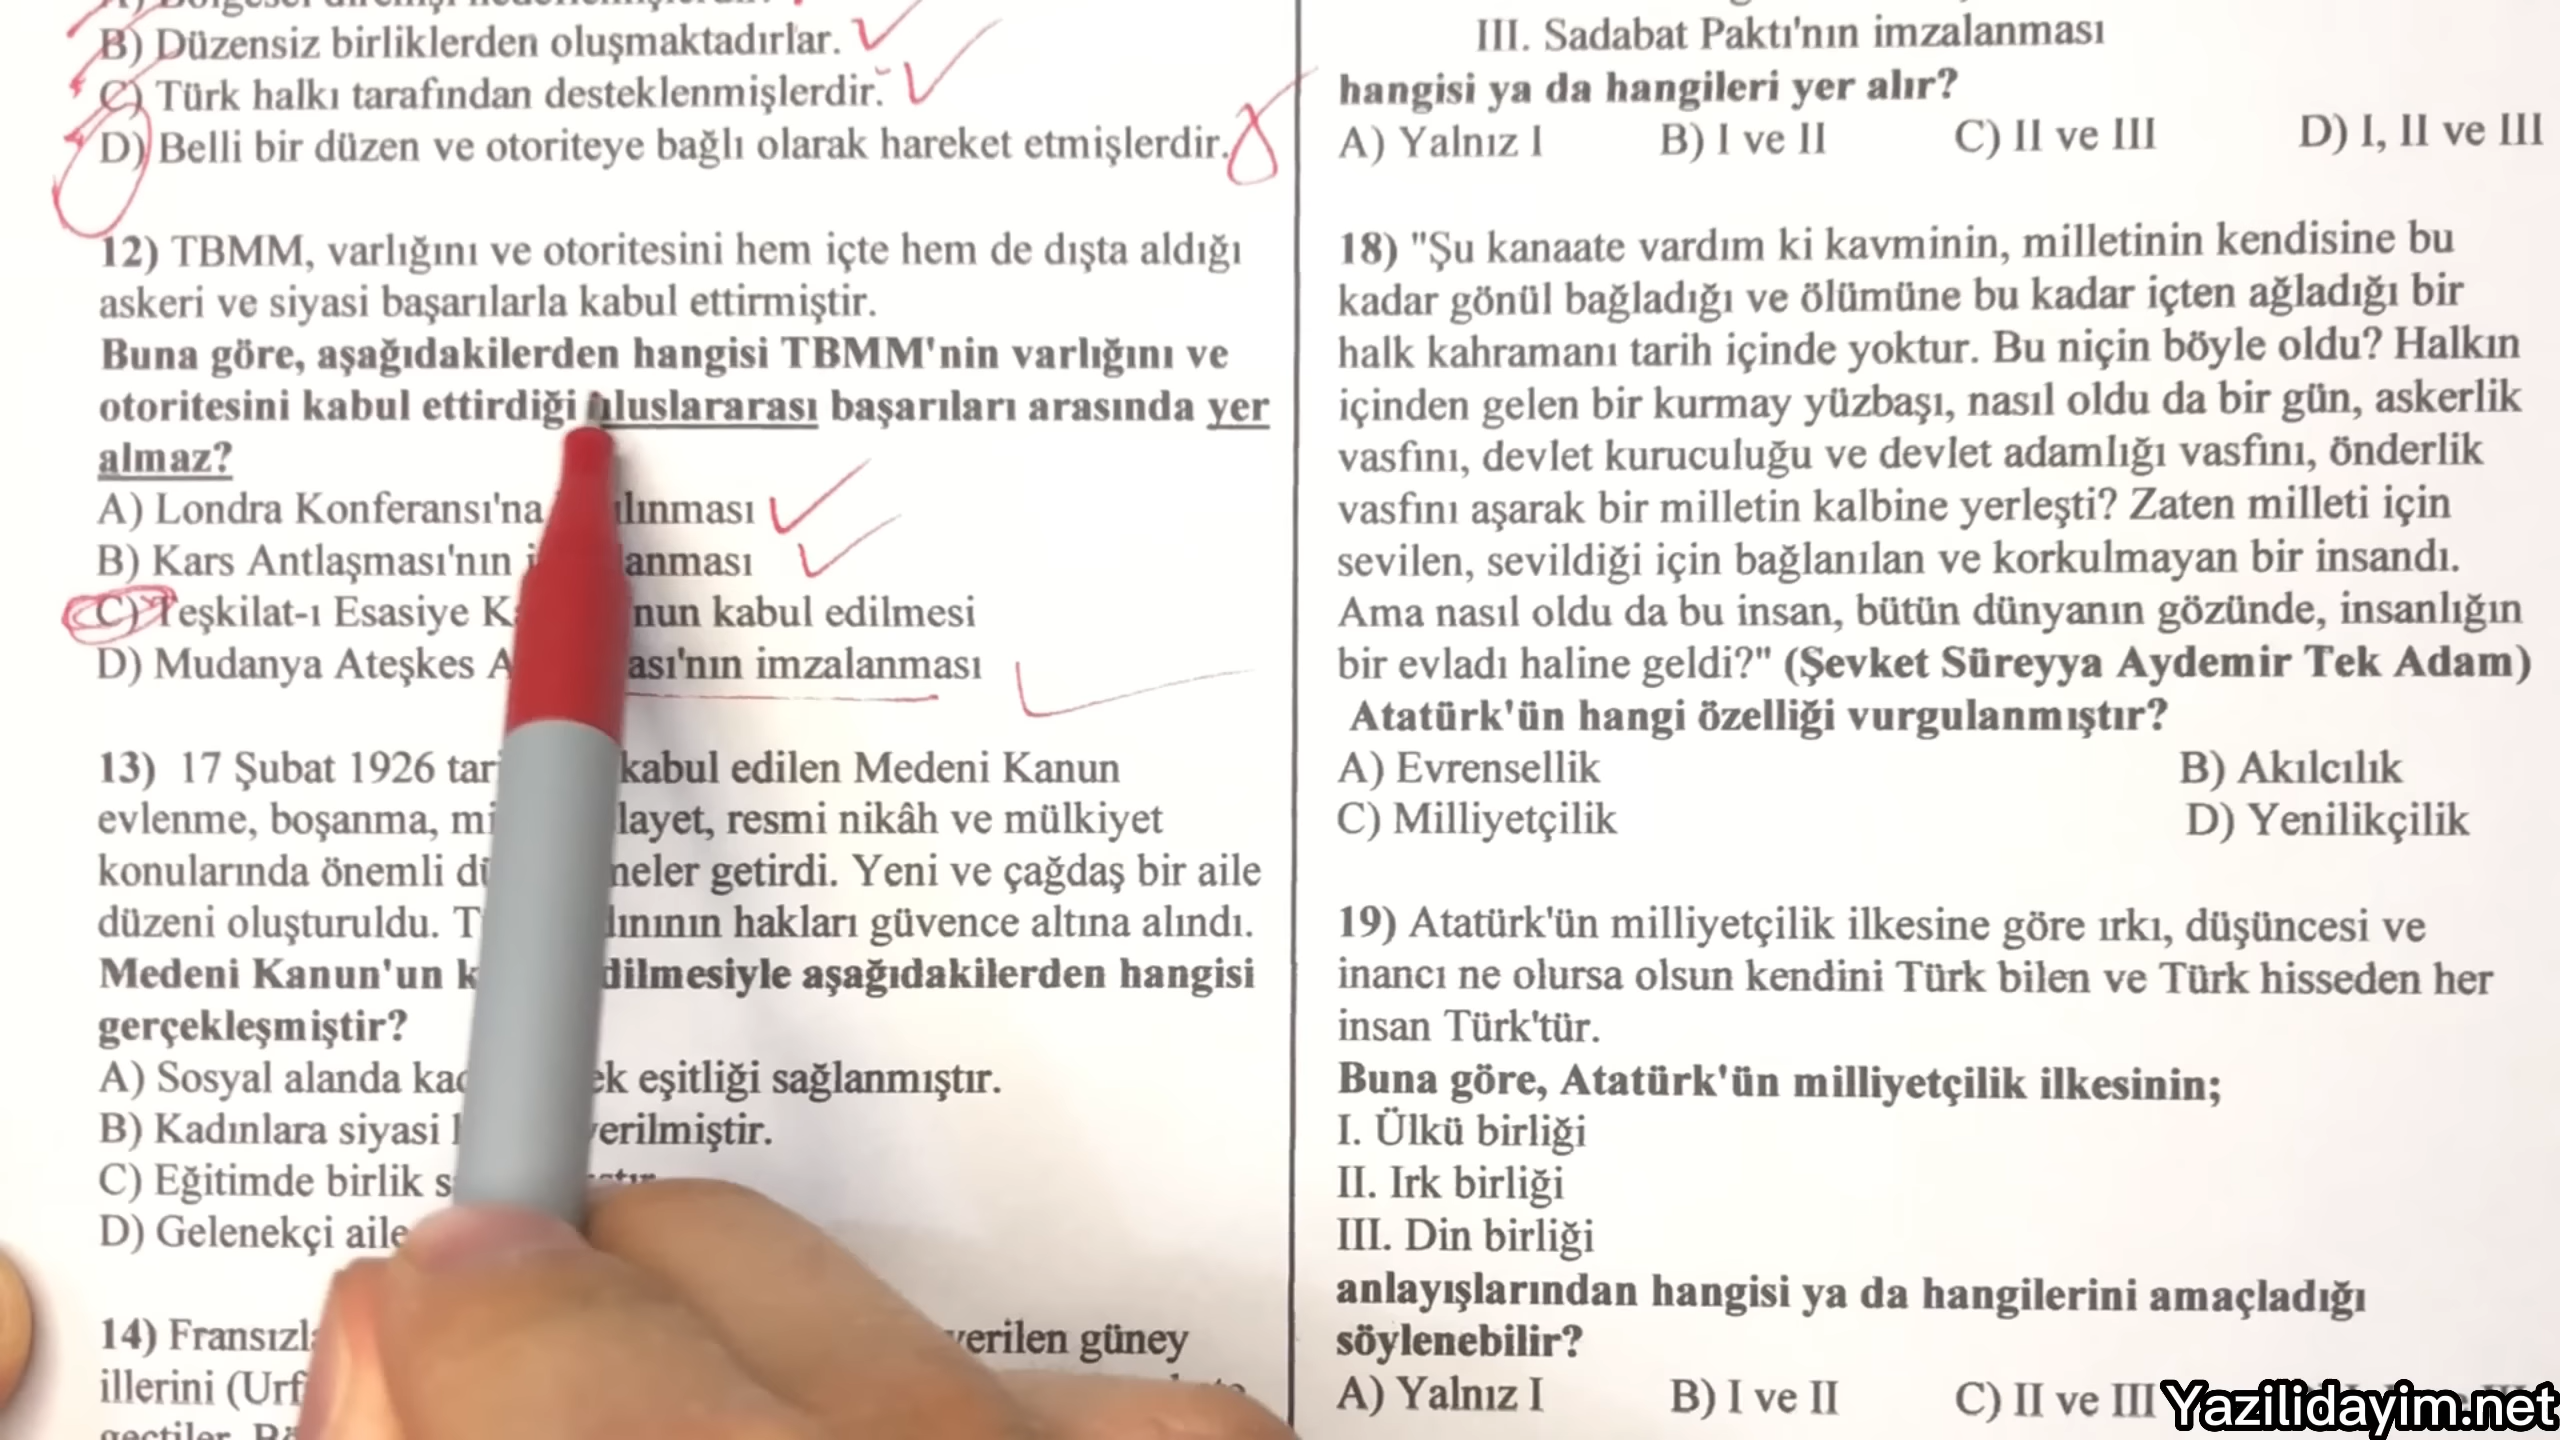 B) Düzensiz birliklerden oluşmaktadırlar.
C) Türk halkı tarafından desteklenmişlerdir.
D) Belli bir düzen ve otoriteye bağlı olarak hareket etmişlerdir.
12) TBMM, varlığını ve otoritesini hem içte hem de dışta aldığı
askeri ve siyasi başarılarla kabul ettirmiştir.
Buna göre, aşağıdakilerden hangisi TBMM'nin varlığını ve
otoritesini kabul ettirdiği uluslararası başarıları arasında yer
almaz?
A) Londra Konferansı'na
B) Kars Antlaşması'nın
C) Teşkilat-ı Esasiye kabul edilmesi
D) Mudanya Ateşkes imzalanması
13) 17 Şubat 1926 kabul edilen Medeni Kanun
evlenme, boşanma, resmi nikâh ve mülkiyet
konularında önemli getirdi. Yeni ve çağdaş bir aile
düzeni oluşturuldu. hakları güvence altına alındı.
Medeni Kanun'un aşağıdakilerden hangisi
gerçekleşmiştir?
A) Sosyal alanda eşitliği sağlanmıştır.
B) Kadınlara siyasi
C) Eğitimde birlik
D) Gelenekçi aile
14) güney
illerini
III. Sadabat Paktı'nın imzalanması
hangisi ya da hangileri yer alır?
A) Yalnız I B) I ve II C) II ve III D) I, II ve III
18) "Şu kanaate vardım ki kavminin, milletinin kendisine bu
kadar gönül bağladığı ve ölümüne bu kadar içten ağladığı bir
halk kahramanı tarih içinde yoktur. Bu niçin böyle oldu? Halkın
içinden gelen bir kurmay yüzbaşı, nasıl oldu da bir gün, askerlik
vasfını, devlet kuruculuğu ve devlet adamlığı vasfını, önderlik
vasfını aşarak bir milletin kalbine yerleşti? Zaten milleti için
sevilen, sevildiği için bağlanılan ve korkulmayan bir insandı.
Ama nasıl oldu da bu insan, bütün dünyanın gözünde, insanlığın
bir evladı haline geldi?" (Şevket Süreyya Aydemir Tek Adam)
Atatürk'ün hangi özelliği vurgulanmıştır?
A) Evrensellik B) Akılcılık
C) Milliyetçilik D) Yenilikçilik
19) Atatürk'ün milliyetçilik ilkesine göre ırkı, düşüncesi ve
inancı ne olursa olsun kendini Türk bilen ve Türk hisseden her
insan Türk'tür.
Buna göre, Atatürk'ün milliyetçilik ilkesinin;
I. Ülkü birliği
II. Irk birliği
III. Din birliği
anlayışlarından hangisi ya da hangilerini amaçladığı
söylenebilir?
A) Yalnız I B) I ve II C) II ve III
Yazilidayim.net